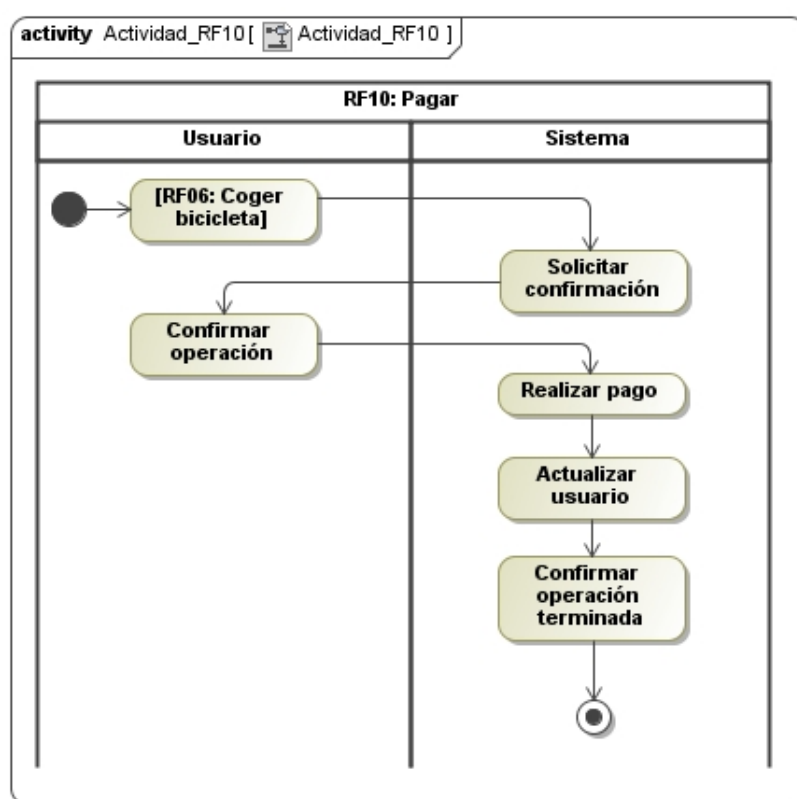 activity Actividad_RF10 [ Actividad_RF10 ]
RF10: Pagar
Usuario
Sistema
[RF06: Coger
bicicleta]
Solicitar
confirmación
Confirmar
operación
Realizar pago
Actualizar
usuario
Confirmar
operación
terminada